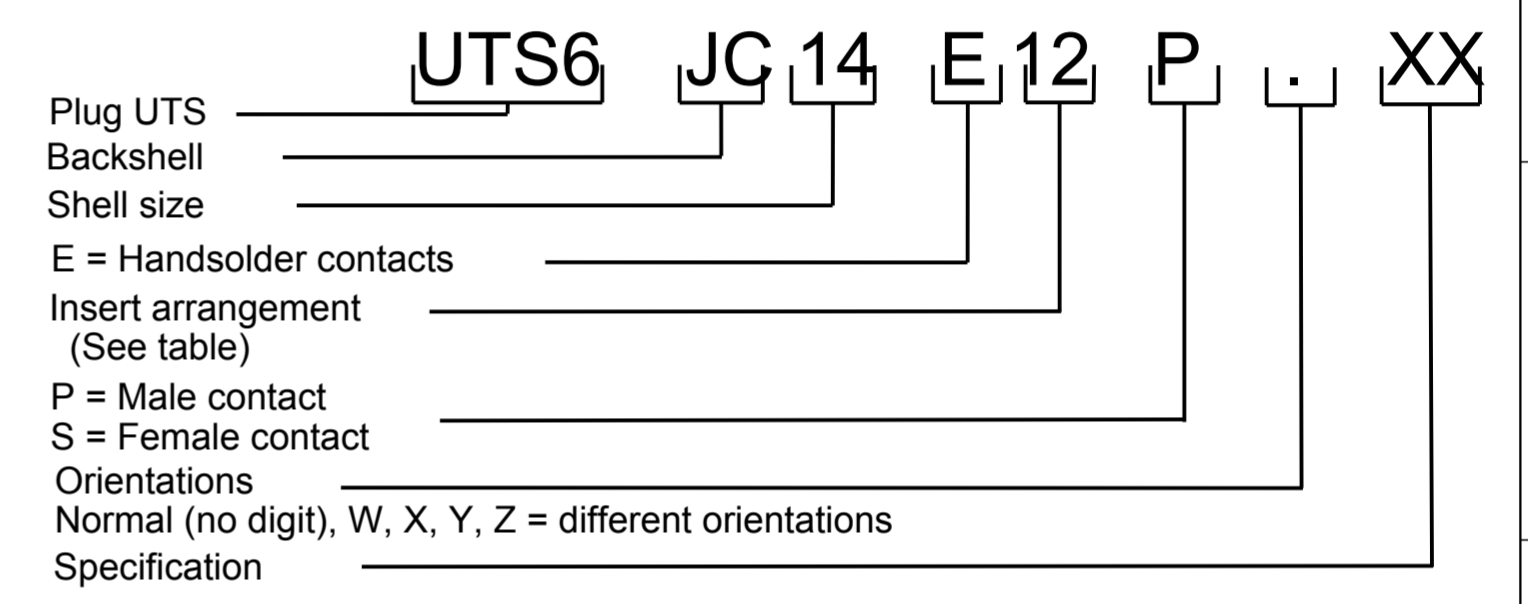 UTS6 JC 14 E 12 P . XX
Plug UTS
Backshell
Shell size
E = Handsolder contacts
Insert arrangement
(See table)
P = Male contact
S = Female contact
Orientations
Normal (no digit), W, X, Y, Z = different orientations
Specification